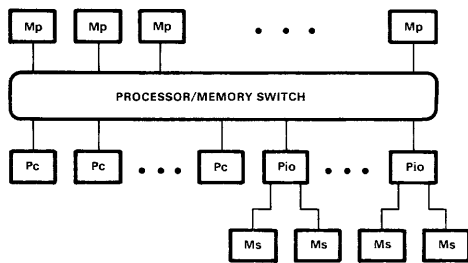 Mp Mp Mp • • • Mp
PROCESSOR/MEMORY SWITCH
Pc Pc • • • Pc Pio • • • Pio
Ms Ms Ms Ms